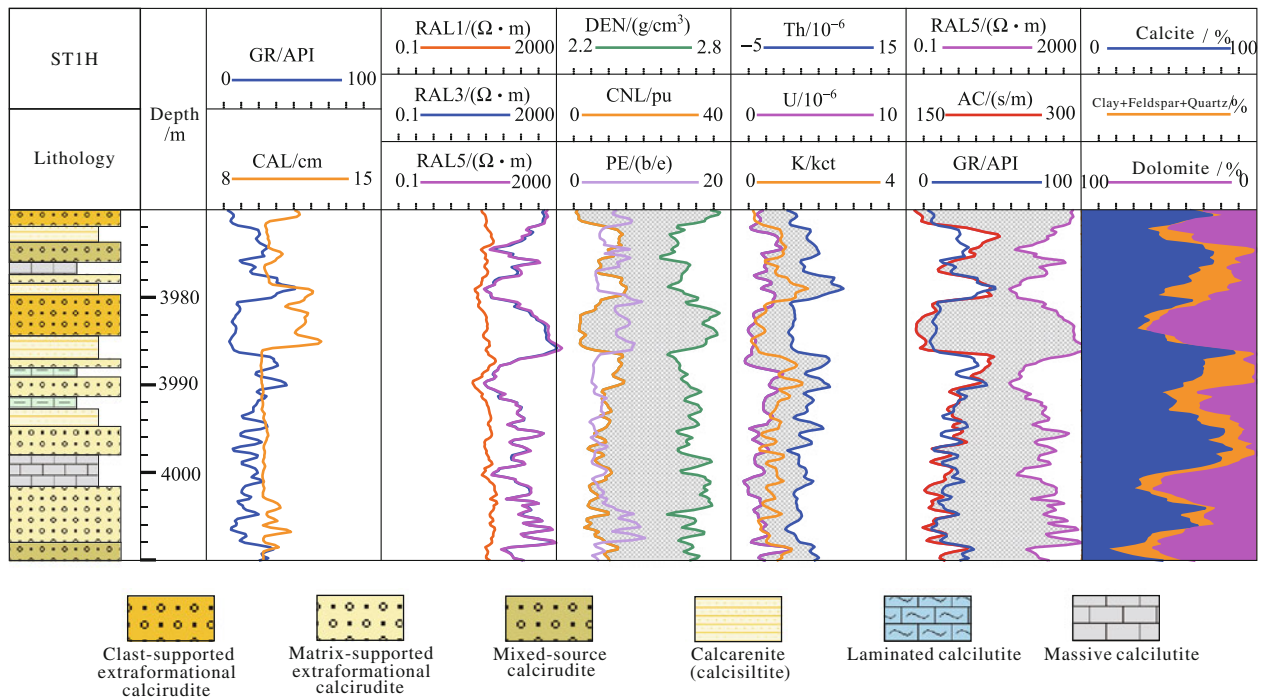 ST1H
Lithology
Depth
/m
GR/API
0 100
CAL/cm
8 15
RAL1/(Ω·m)
0.1 2000
RAL3/(Ω·m)
0.1 2000
RAL5/(Ω·m)
0.1 2000
DEN/(g/cm³)
2.2 2.8
CNL/pu
0 40
PE/(b/e)
0 20
Th/10⁻⁶
−5 15
U/10⁻⁶
0 10
K/kct
0 4
RAL5/(Ω·m)
0.1 2000
AC/(s/m)
150 300
GR/API
0 100
Calcite / %
0 100
Clay+Feldspar+Quartz/%
Dolomite /%
100 0
3980
3990
4000
Clast-supported
extraformational
calcirudite
Matrix-supported
extraformational
calcirudite
Mixed-source
calcirudite
Calcarenite
(calcisiltite)
Laminated calcilutite
Massive calcilutite